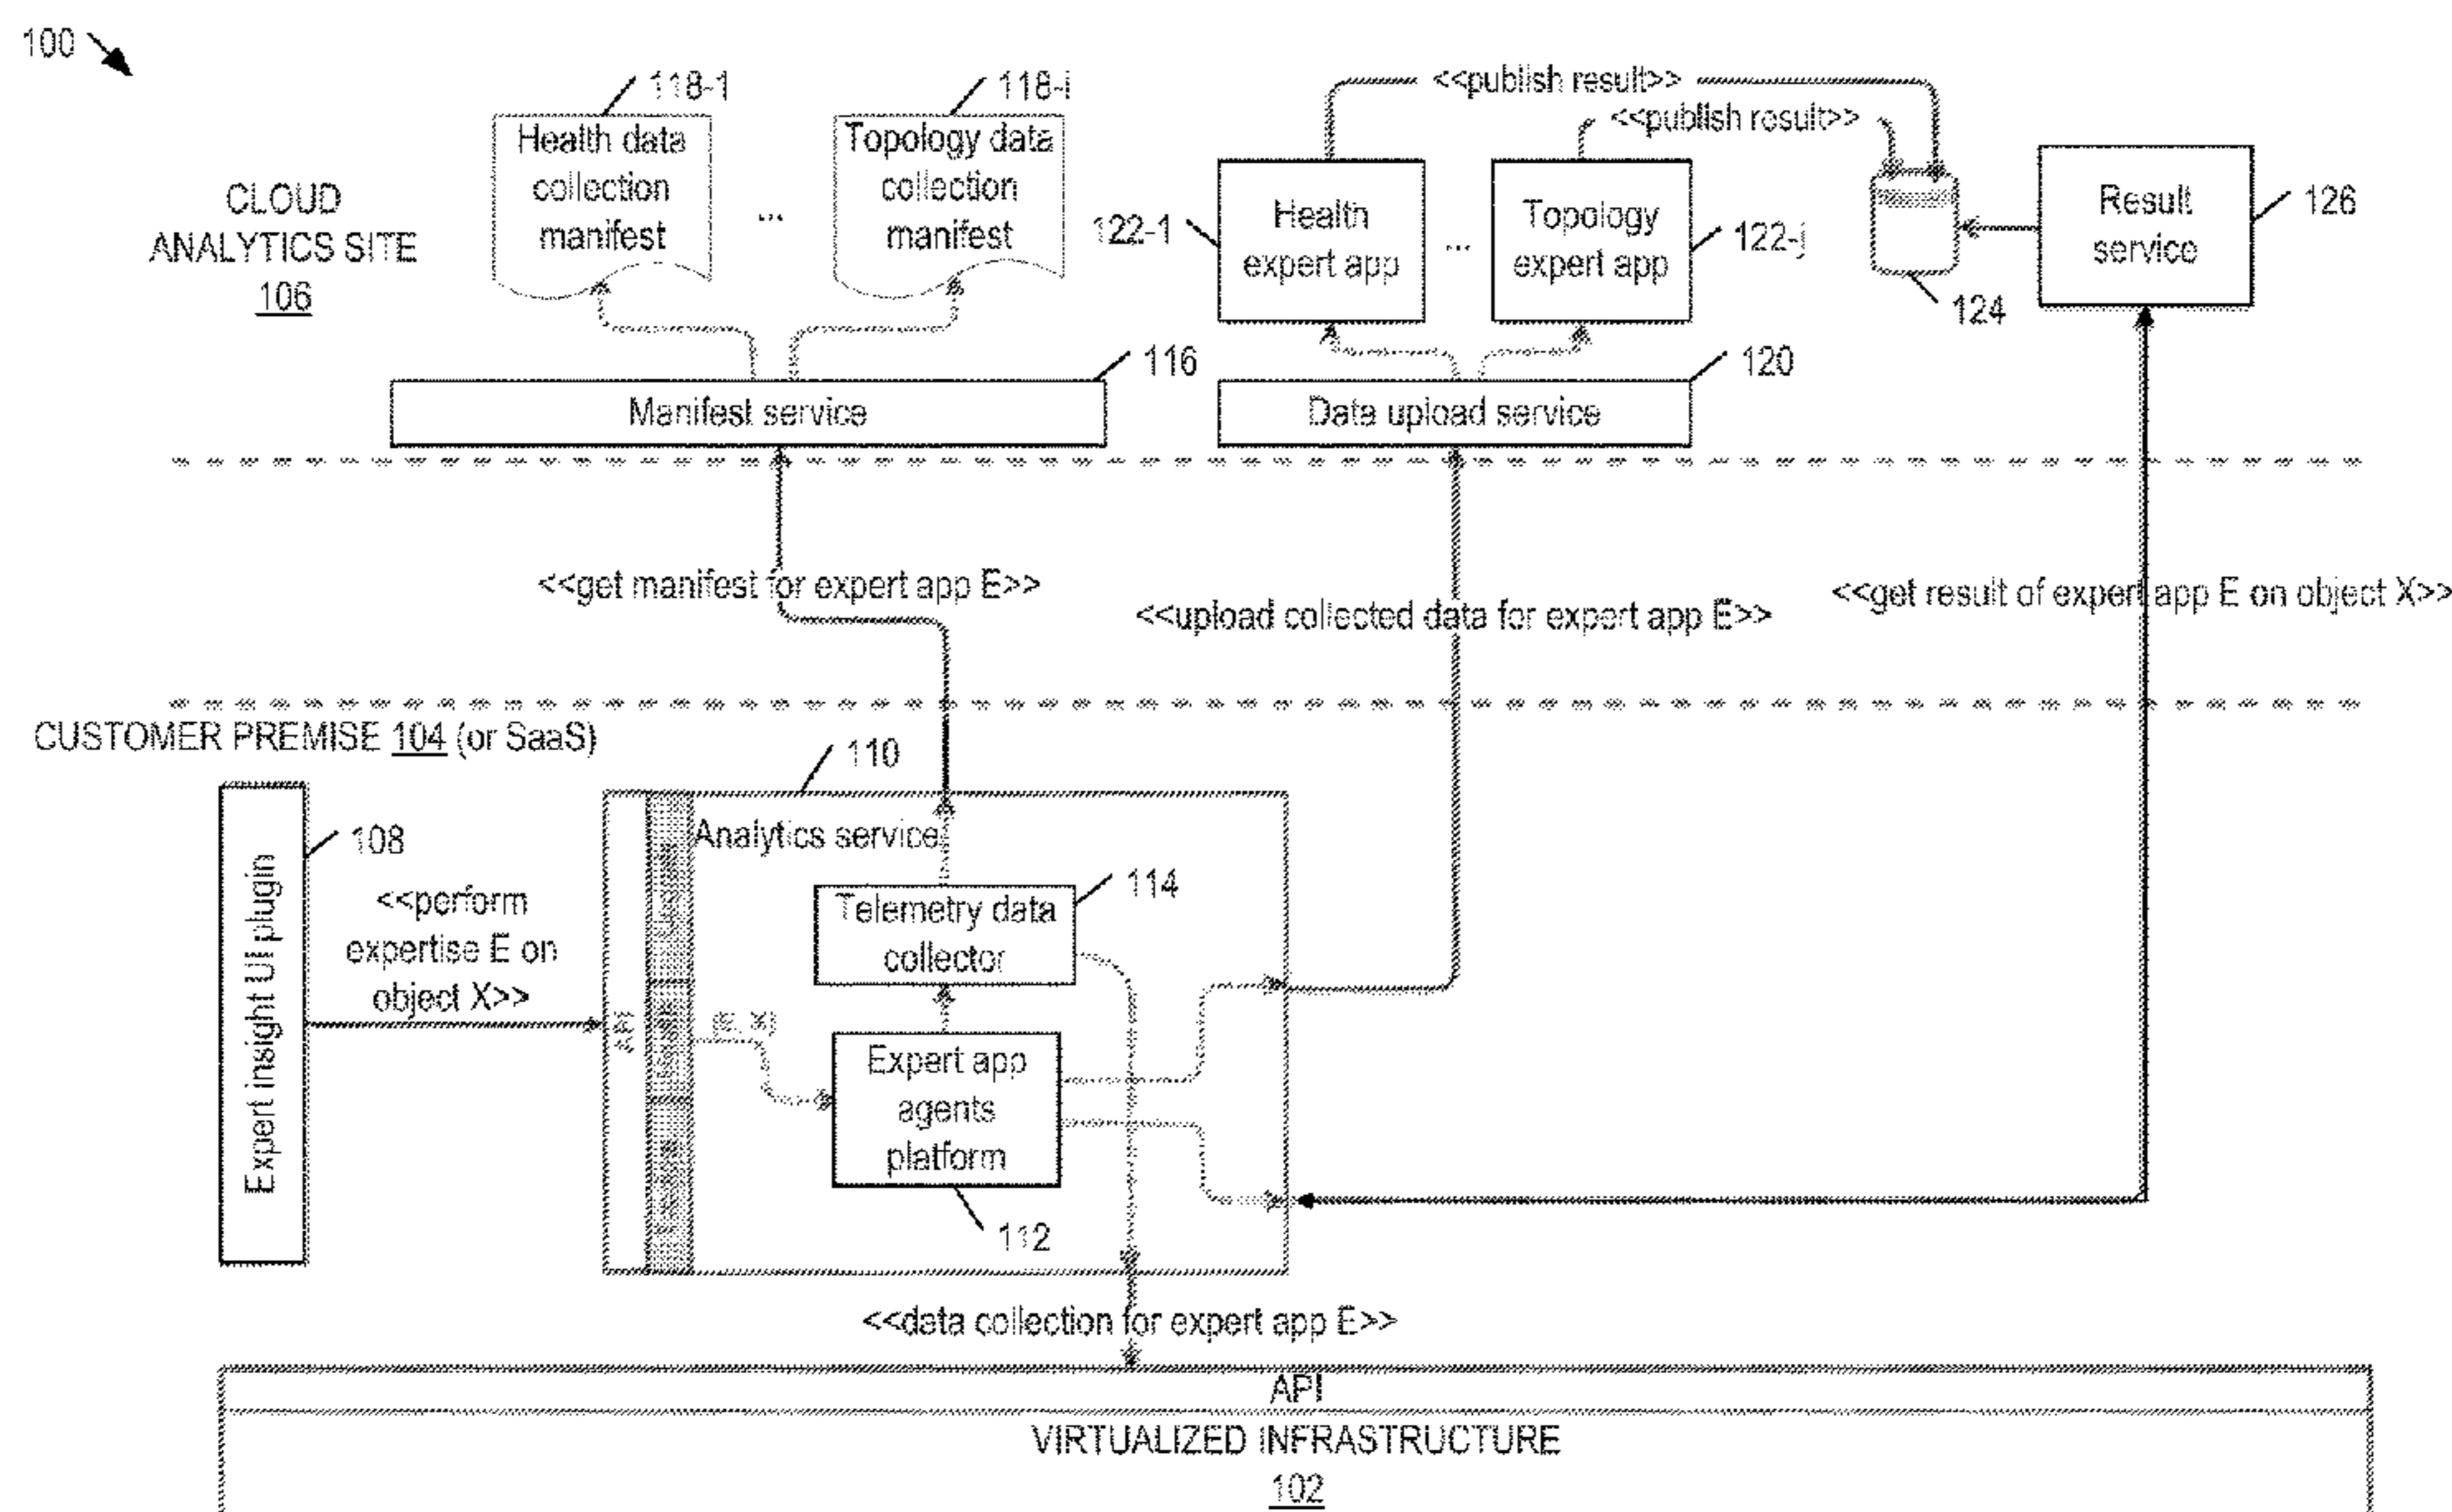 100
118-1
118-i
<<publish result>>
<<publish result>>
Health data
collection
manifest
...
Topology data
collection
manifest
CLOUD
ANALYTICS SITE
106
122-1
Health
expert app
...
Topology
expert app
122-j
124
Result
service
126
116
Manifest service
120
Data upload service
<<get manifest for expert app E>>
<<upload collected data for expert app E>>
<<get result of expert app E on object X>>
CUSTOMER PREMISE 104 (or SaaS)
110
Expert insight UI plugin
108
<<perform
expertise E on
object X>>
API
Analytics service
114
Telemetry data
collector
Expert app
agents
platform
112
<<data collection for expert app E>>
API
VIRTUALIZED INFRASTRUCTURE
102